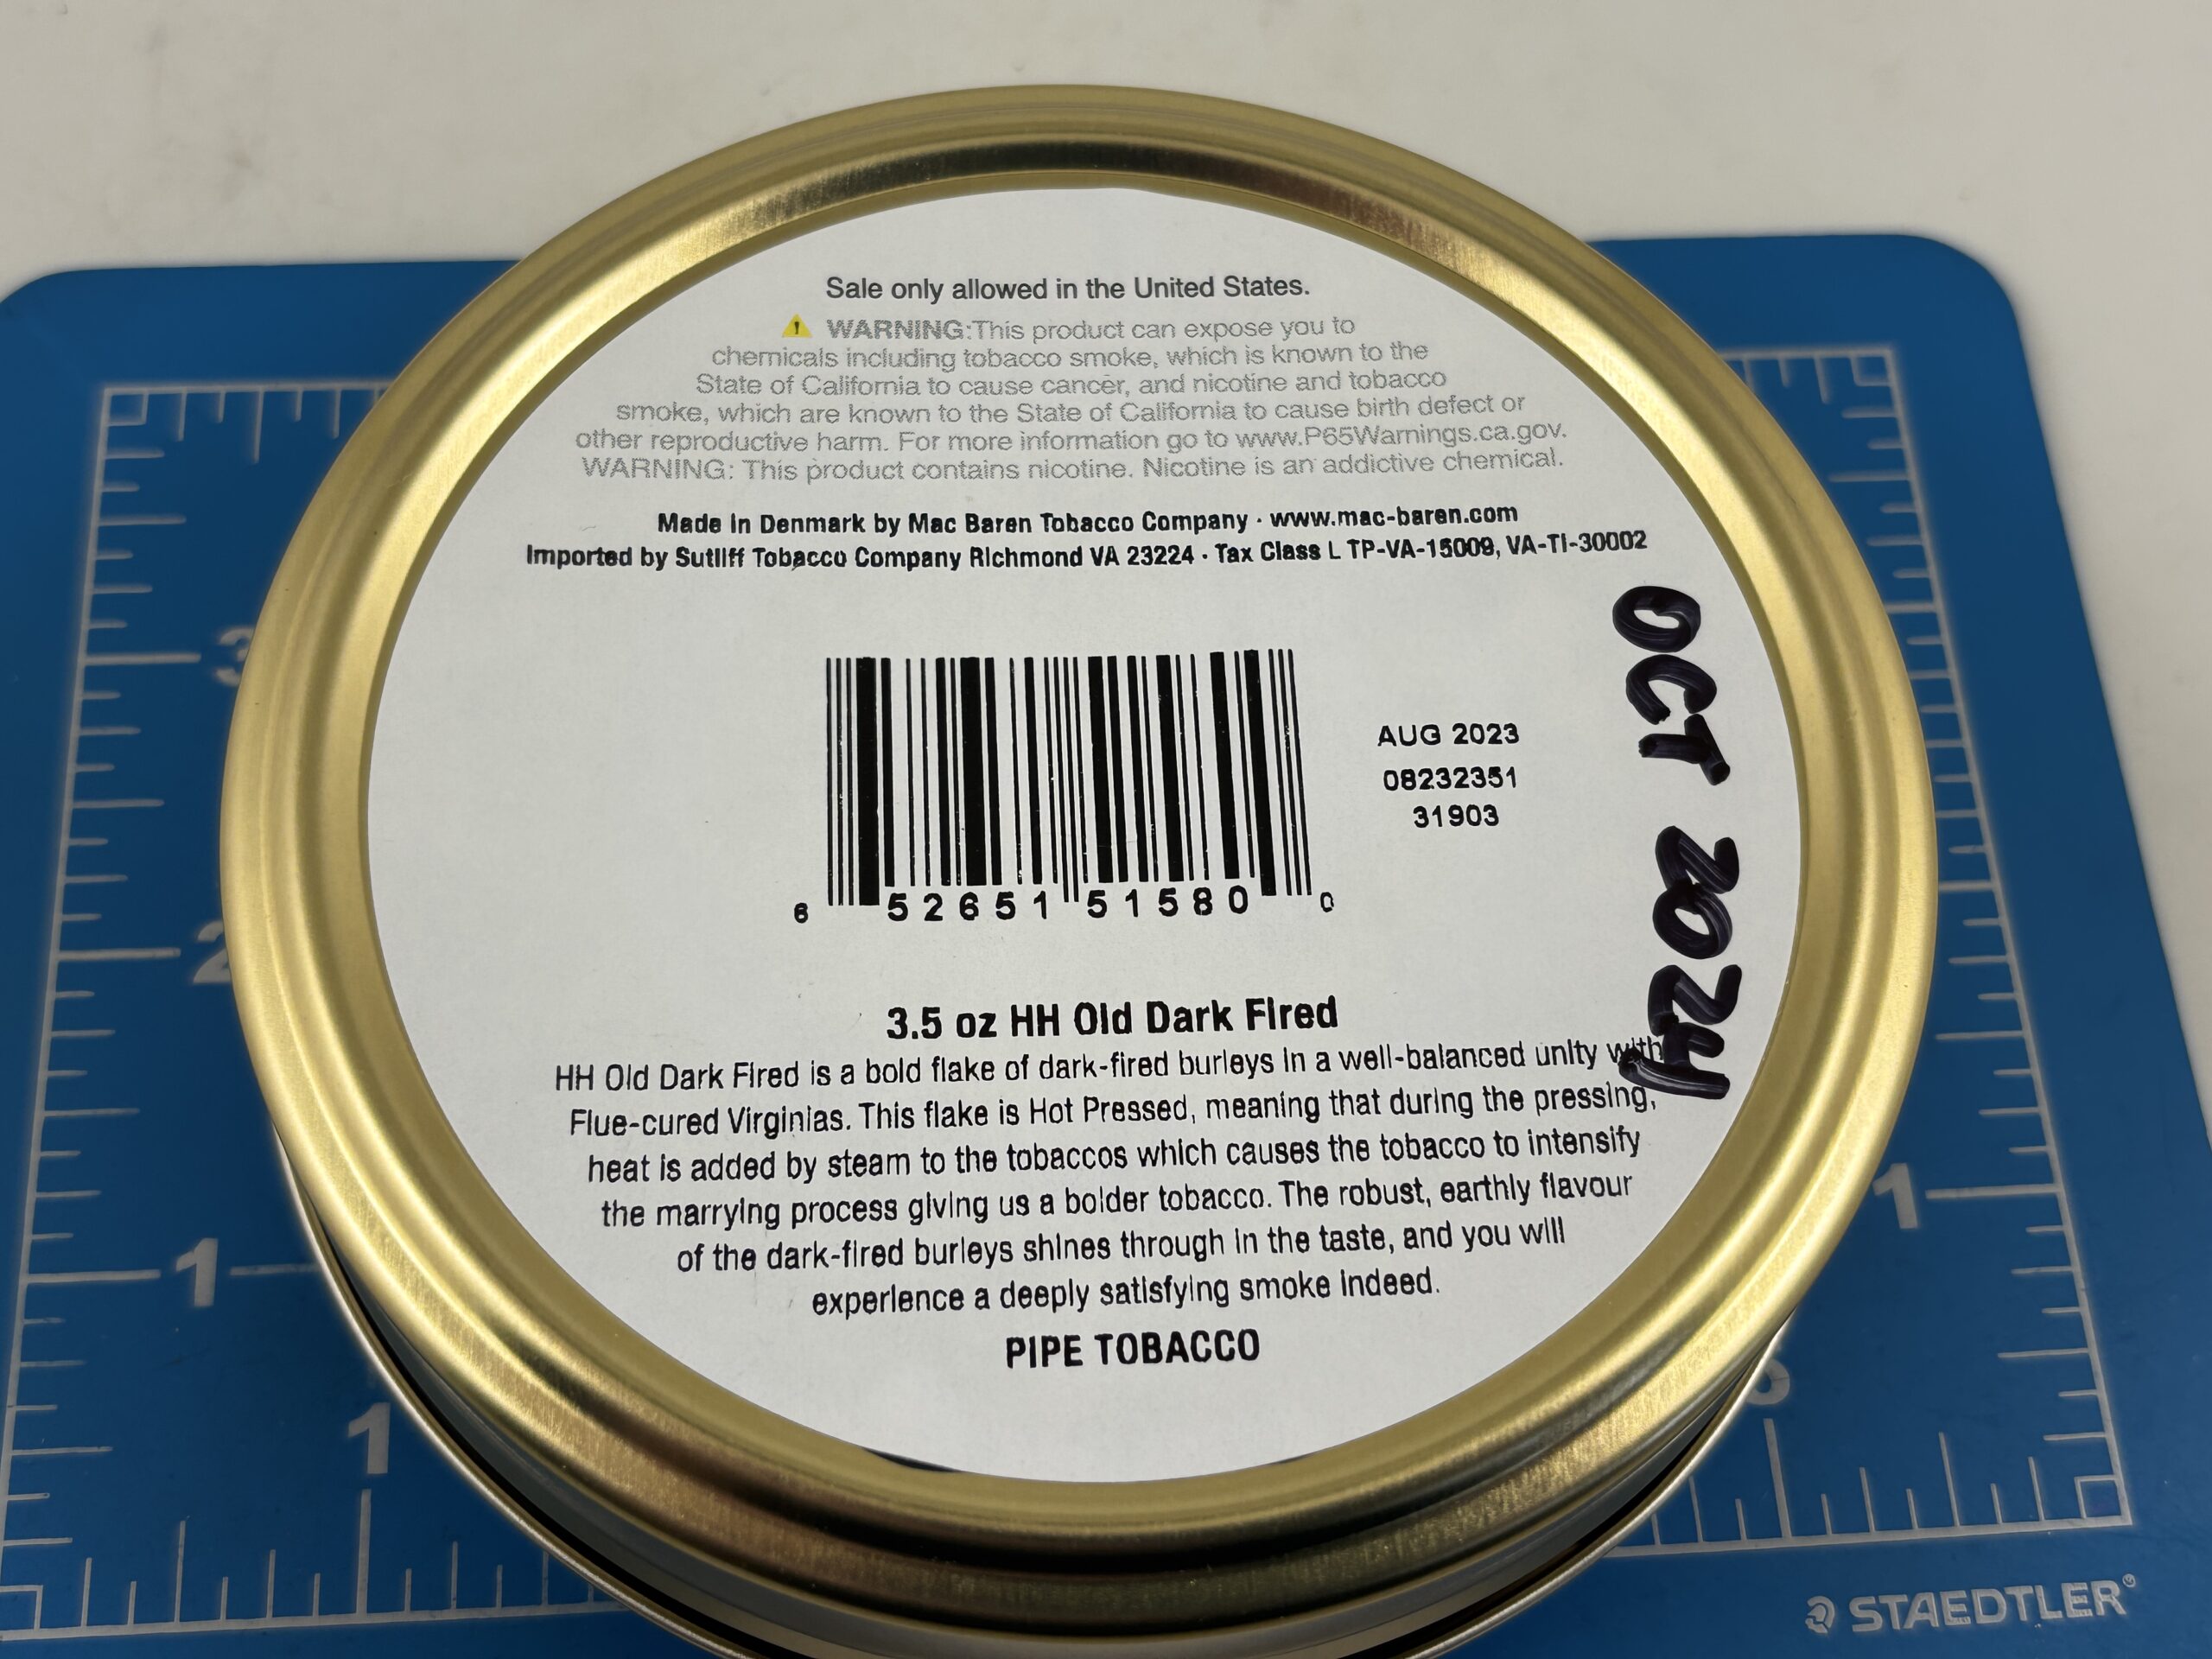 Sale only allowed in the United States.
⚠ WARNING:This product can expose you to
chemicals including tobacco smoke, which is known to the
State of California to cause cancer, and nicotine and tobacco
smoke, which are known to the State of California to cause birth defect or
other reproductive harm. For more information go to www.P65Warnings.ca.gov.
WARNING: This product contains nicotine. Nicotine is an addictive chemical.
Made in Denmark by Mac Baren Tobacco Company · www.mac-baren.com
Imported by Sutliff Tobacco Company Richmond VA 23224 · Tax Class L TP-VA-15009, VA-TI-30002
OCT 2024
AUG 2023
08232351
31903
6 52651 51580 0
3.5 oz HH Old Dark Fired
HH Old Dark Fired is a bold flake of dark-fired burleys in a well-balanced unity with
Flue-cured Virginias. This flake is Hot Pressed, meaning that during the pressing,
heat is added by steam to the tobaccos which causes the tobacco to intensify
the marrying process giving us a bolder tobacco. The robust, earthly flavour
of the dark-fired burleys shines through in the taste, and you will
experience a deeply satisfying smoke indeed.
PIPE TOBACCO
3
2
1
1
1
STAEDTLER®